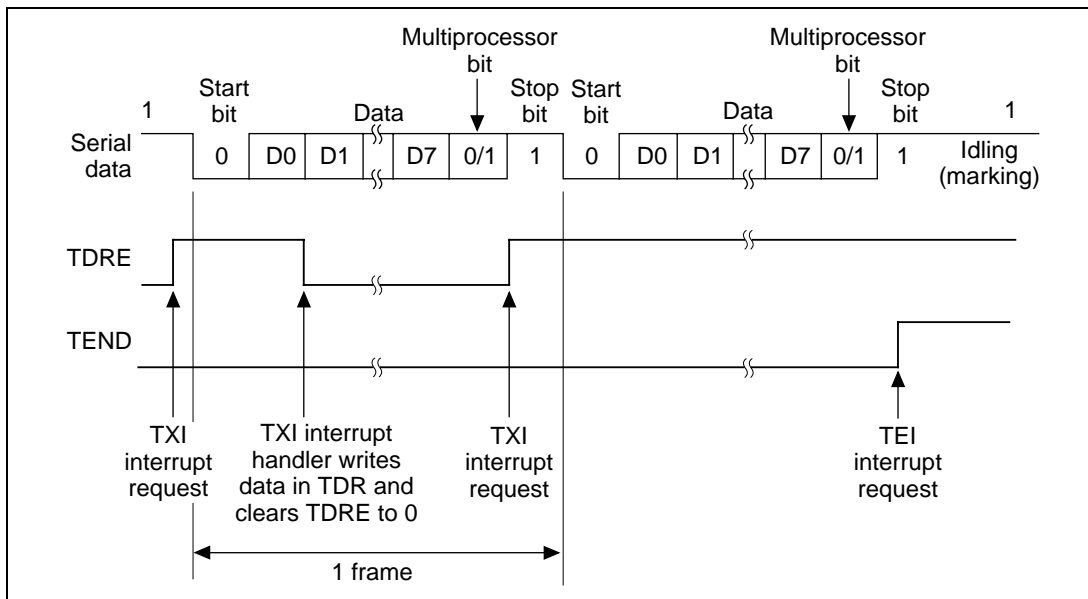 Multiprocessor
bit
Multiprocessor
bit
1
Start
bit
Data
Stop
bit
Start
bit
Data
Stop
bit
1
Serial
data
0
D0
D1
D7
0/1
1
0
D0
D1
D7
0/1
1
Idling
(marking)
TDRE
TEND
TXI
interrupt
request
TXI interrupt
handler writes
data in TDR and
clears TDRE to 0
TXI
interrupt
request
TEI
interrupt
request
1 frame